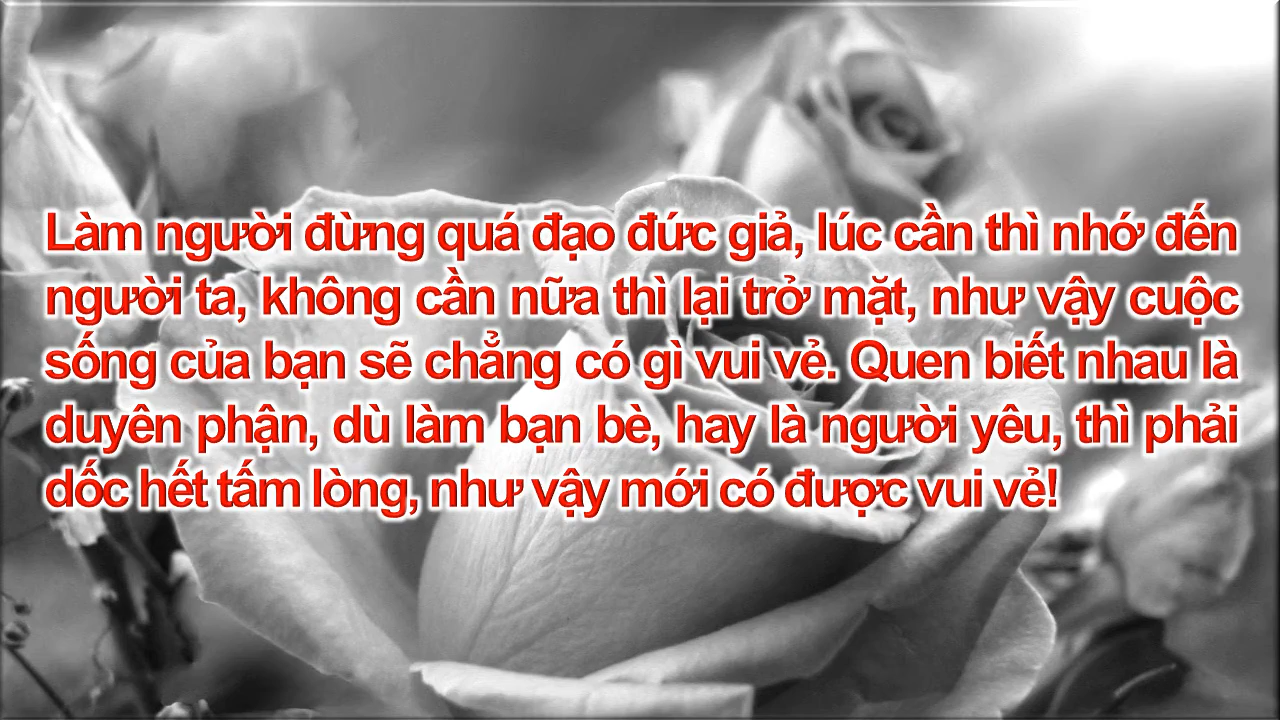 Làm người đừng quá đạo đức giả, lúc cần thì nhớ đến
người ta, không cần nữa thì lại trở mặt, như vậy cuộc
sống của bạn sẽ chẳng có gì vui vẻ. Quen biết nhau là
duyên phận, dù làm bạn bè, hay là người yêu, thì phải
dốc hết tấm lòng, như vậy mới có được vui vẻ!